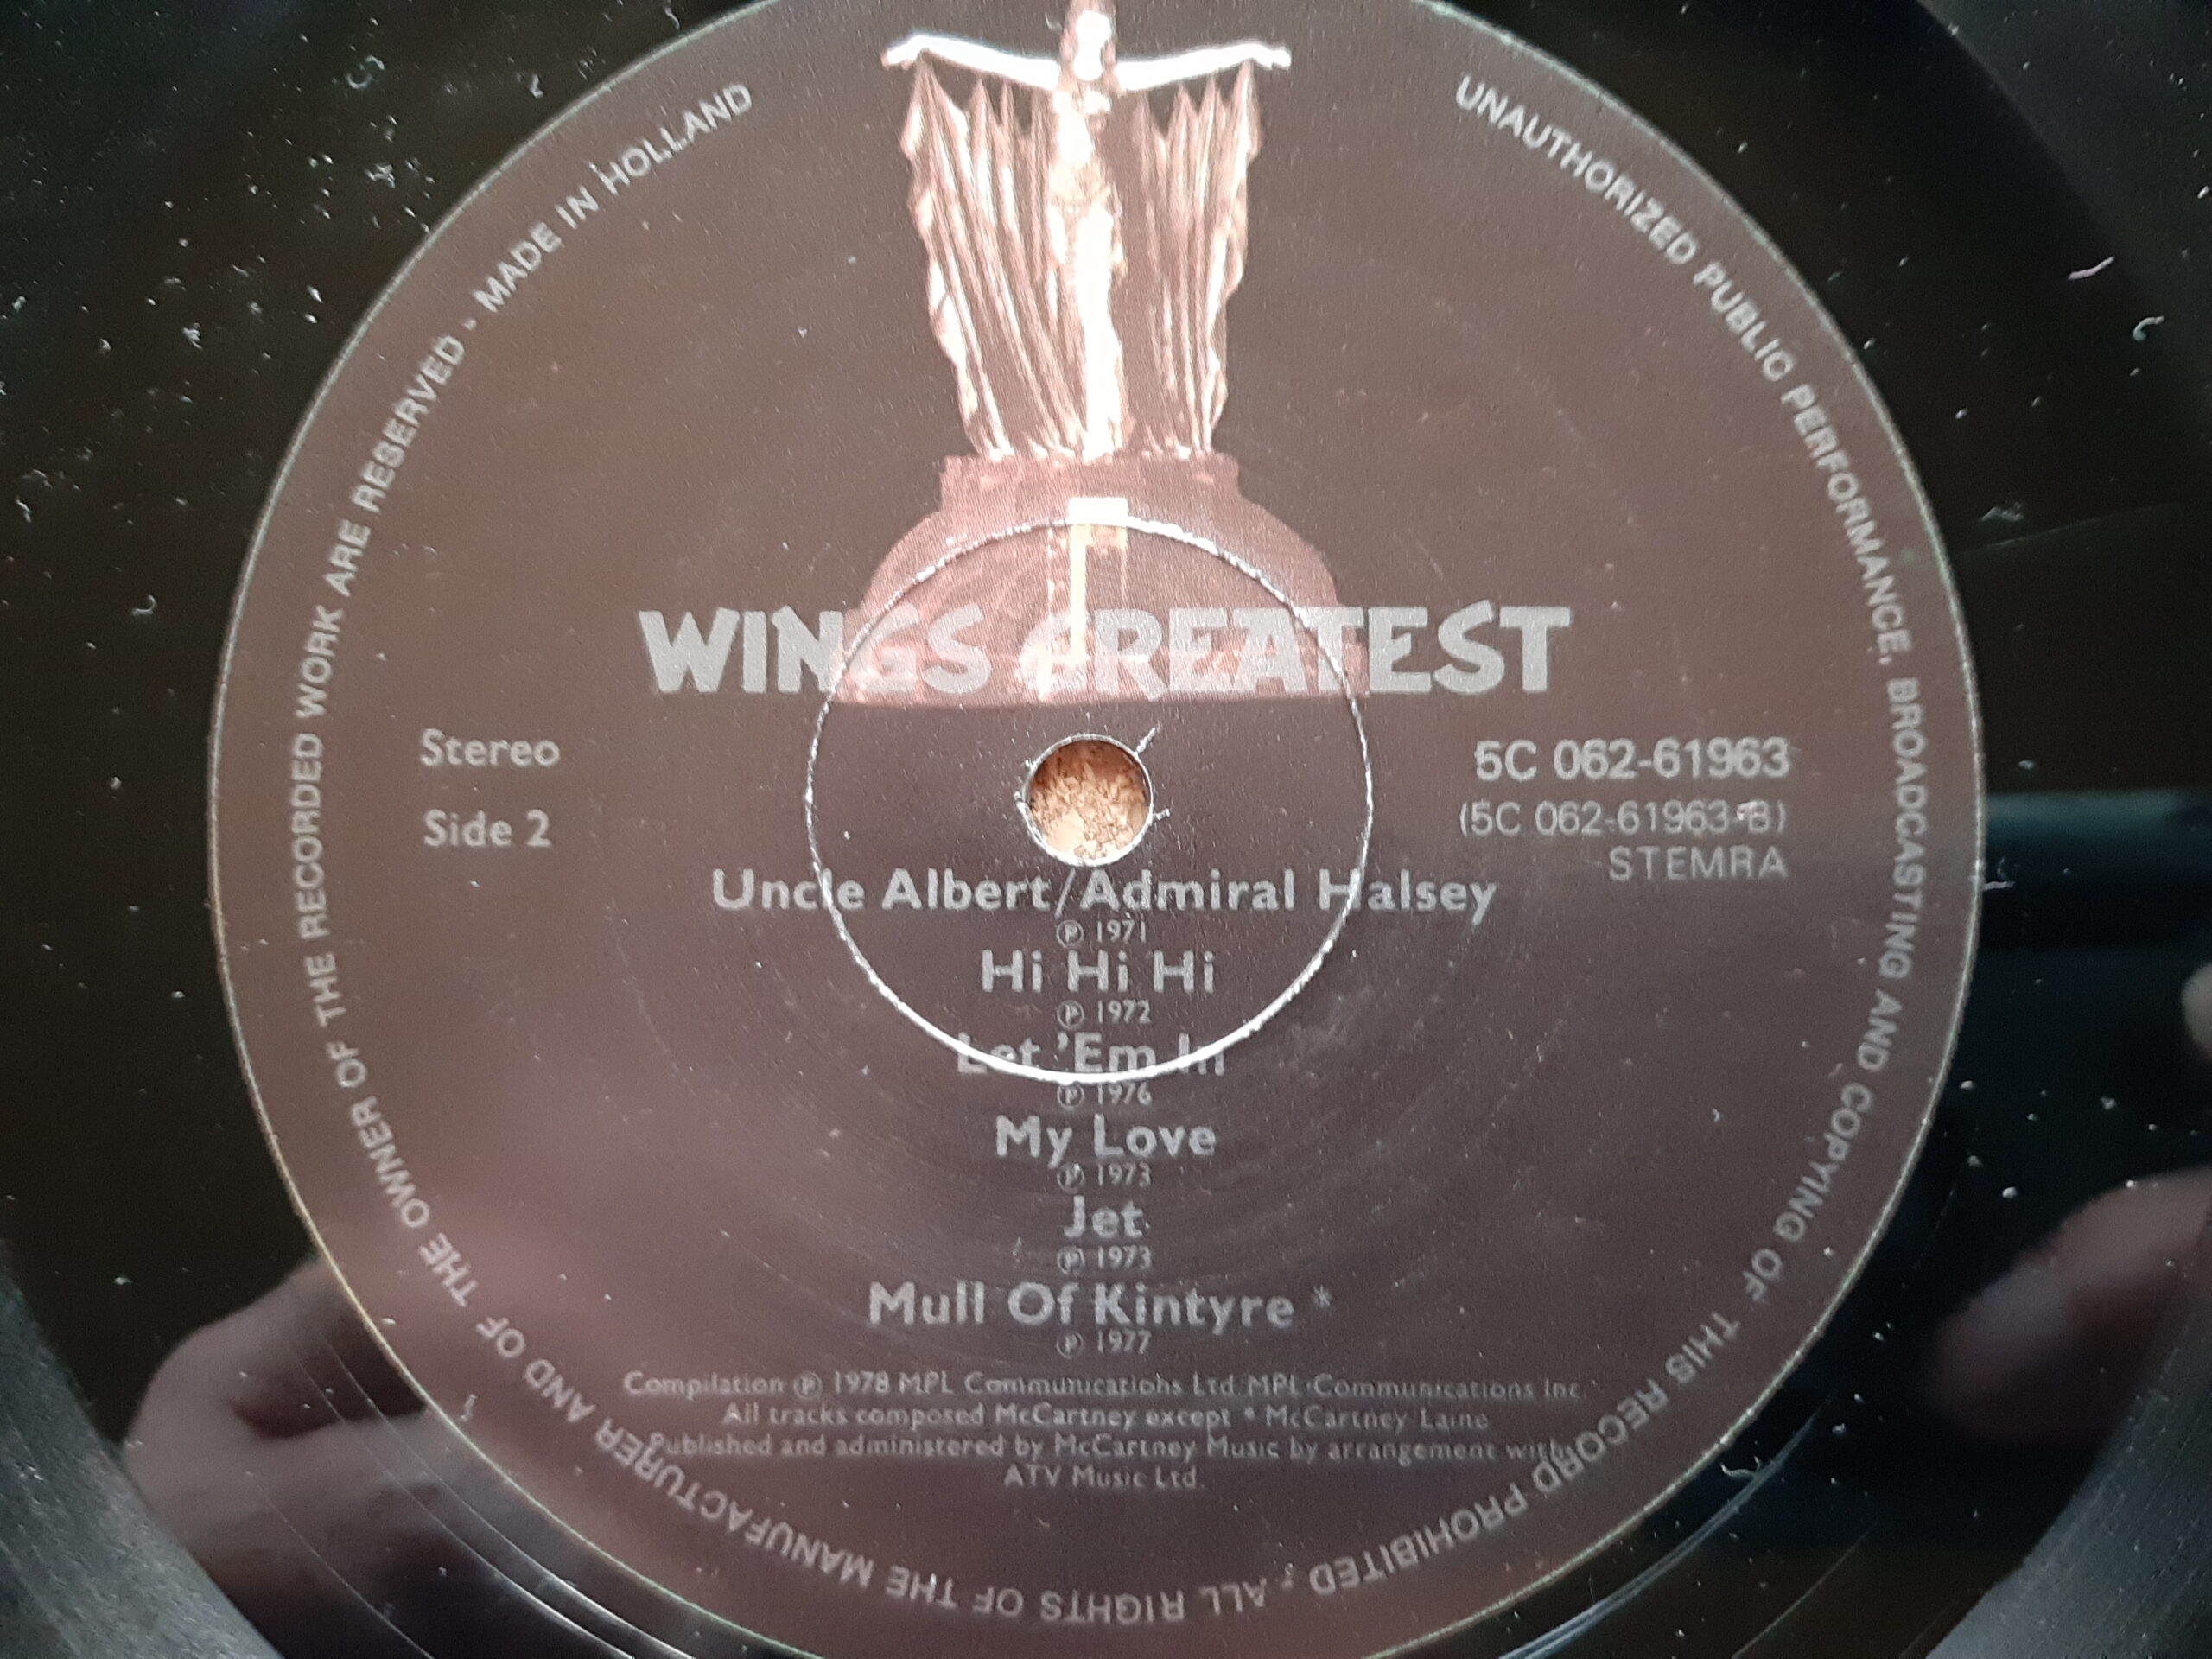 MADE IN HOLLAND
UNAUTHORIZED PUBLIC PERFORMANCE, BROADCASTING AND COPYING OF THIS RECORD PROHIBITED - ALL RIGHTS OF THE MANUFACTURER AND OF THE OWNER OF THE RECORDED WORK ARE RESERVED -
WINGS GREATEST
Stereo
Side 2
5C 062-61963
(5C 062-61963-B)
STEMRA
Uncle Albert/Admiral Halsey
℗ 1971
Hi Hi Hi
℗ 1972
Let 'Em In
℗ 1976
My Love
℗ 1973
Jet
℗ 1973
Mull Of Kintyre *
℗ 1977
Compilation ℗ 1978 MPL Communications Ltd MPL Communications Inc.
All tracks composed McCartney except * McCartney Laine
Published and administered by McCartney Music by arrangement with
ATV Music Ltd.